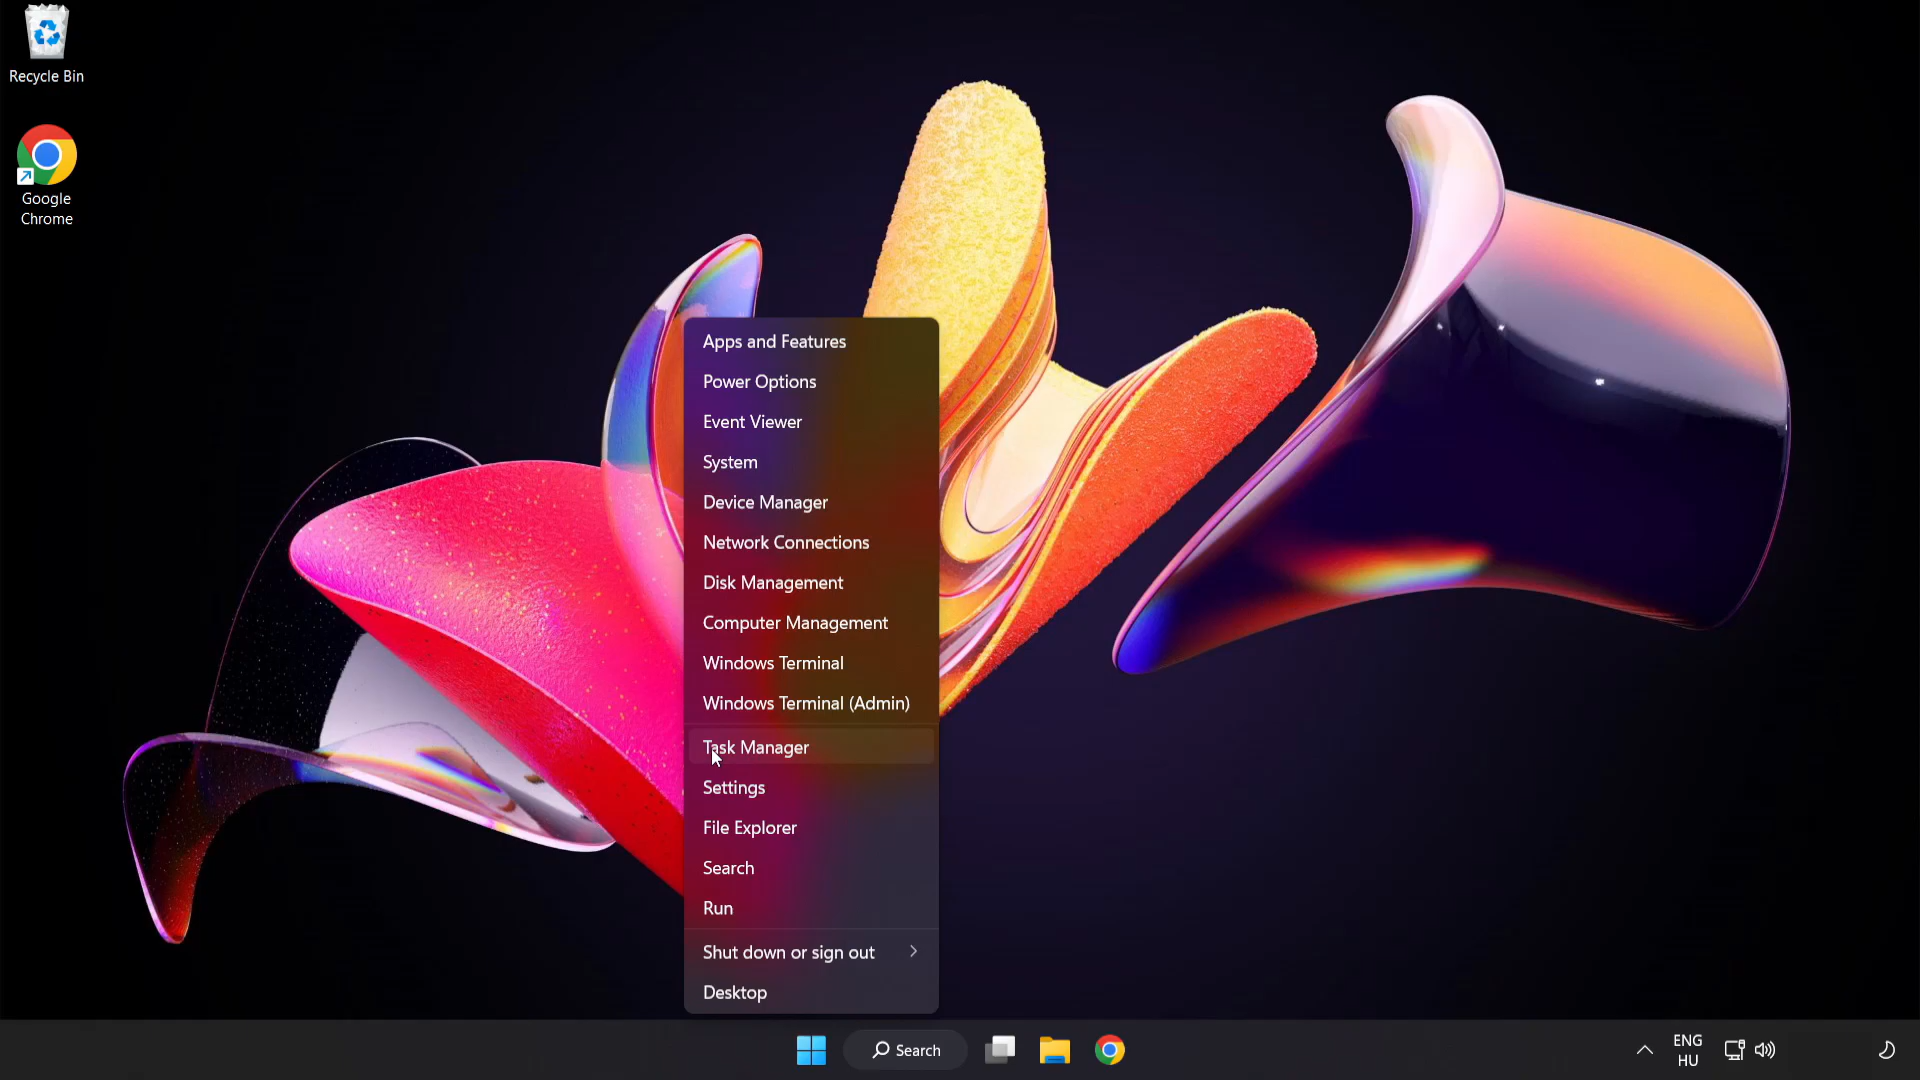 Recycle Bin
Google
Chrome
Apps and Features
Power Options
Event Viewer
System
Device Manager
Network Connections
Disk Management
Computer Management
Windows Terminal
Windows Terminal (Admin)
Task Manager
Settings
File Explorer
Search
Run
Shut down or sign out
Desktop
Search
ENG
HU